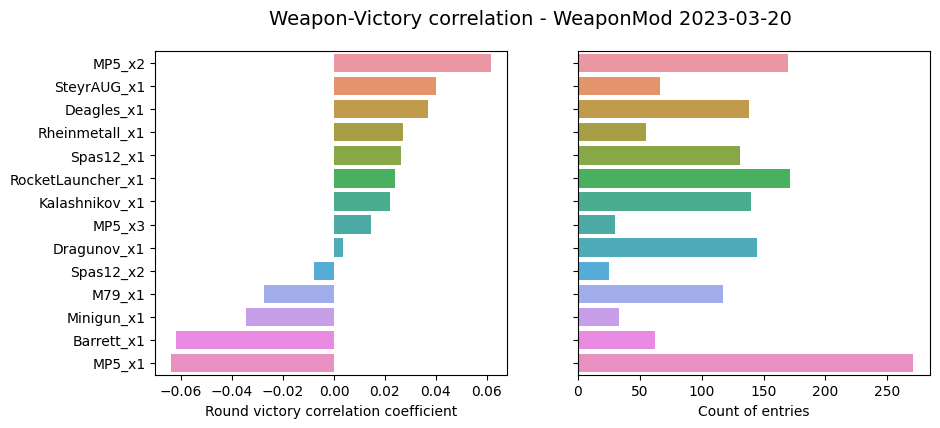 Weapon-Victory correlation - WeaponMod 2023-03-20
MP5_x2
SteyrAUG_x1
Deagles_x1
Rheinmetall_x1
Spas12_x1
RocketLauncher_x1
Kalashnikov_x1
MP5_x3
Dragunov_x1
Spas12_x2
M79_x1
Minigun_x1
Barrett_x1
MP5_x1
−0.06 −0.04 −0.02 0.00 0.02 0.04 0.06
Round victory correlation coefficient
0 50 100 150 200 250
Count of entries